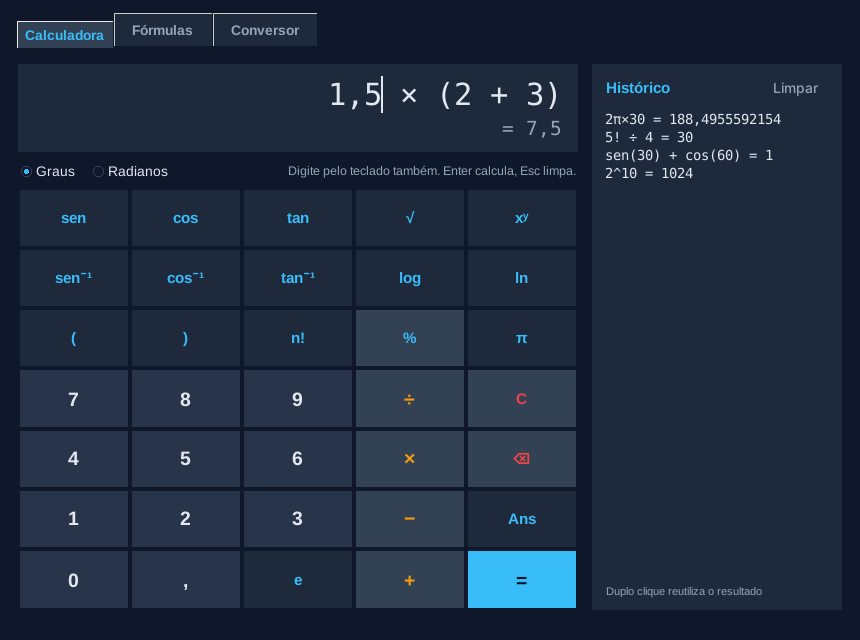 Calculadora Fórmulas Conversor
1,5 × (2 + 3)
= 7,5
Graus Radianos Digite pelo teclado também. Enter calcula, Esc limpa.
sen cos tan √ xʸ
sen⁻¹ cos⁻¹ tan⁻¹ log ln
( ) n! % π
7 8 9 ÷ C
4 5 6 × ⌫
1 2 3 − Ans
0 , e + =
Histórico Limpar
2π×30 = 188,4955592154
5! ÷ 4 = 30
sen(30) + cos(60) = 1
2^10 = 1024
Duplo clique reutiliza o resultado